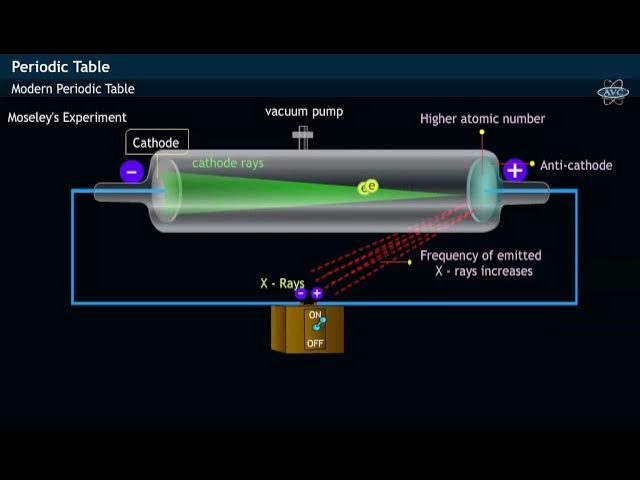 Periodic Table
Modern Periodic Table
AVC
Moseley's Experiment
vacuum pump
Higher atomic number
Cathode
cathode rays
Anti-cathode
−
+
e e
Frequency of emitted
X - rays increases
X - Rays
− +
ON
OFF